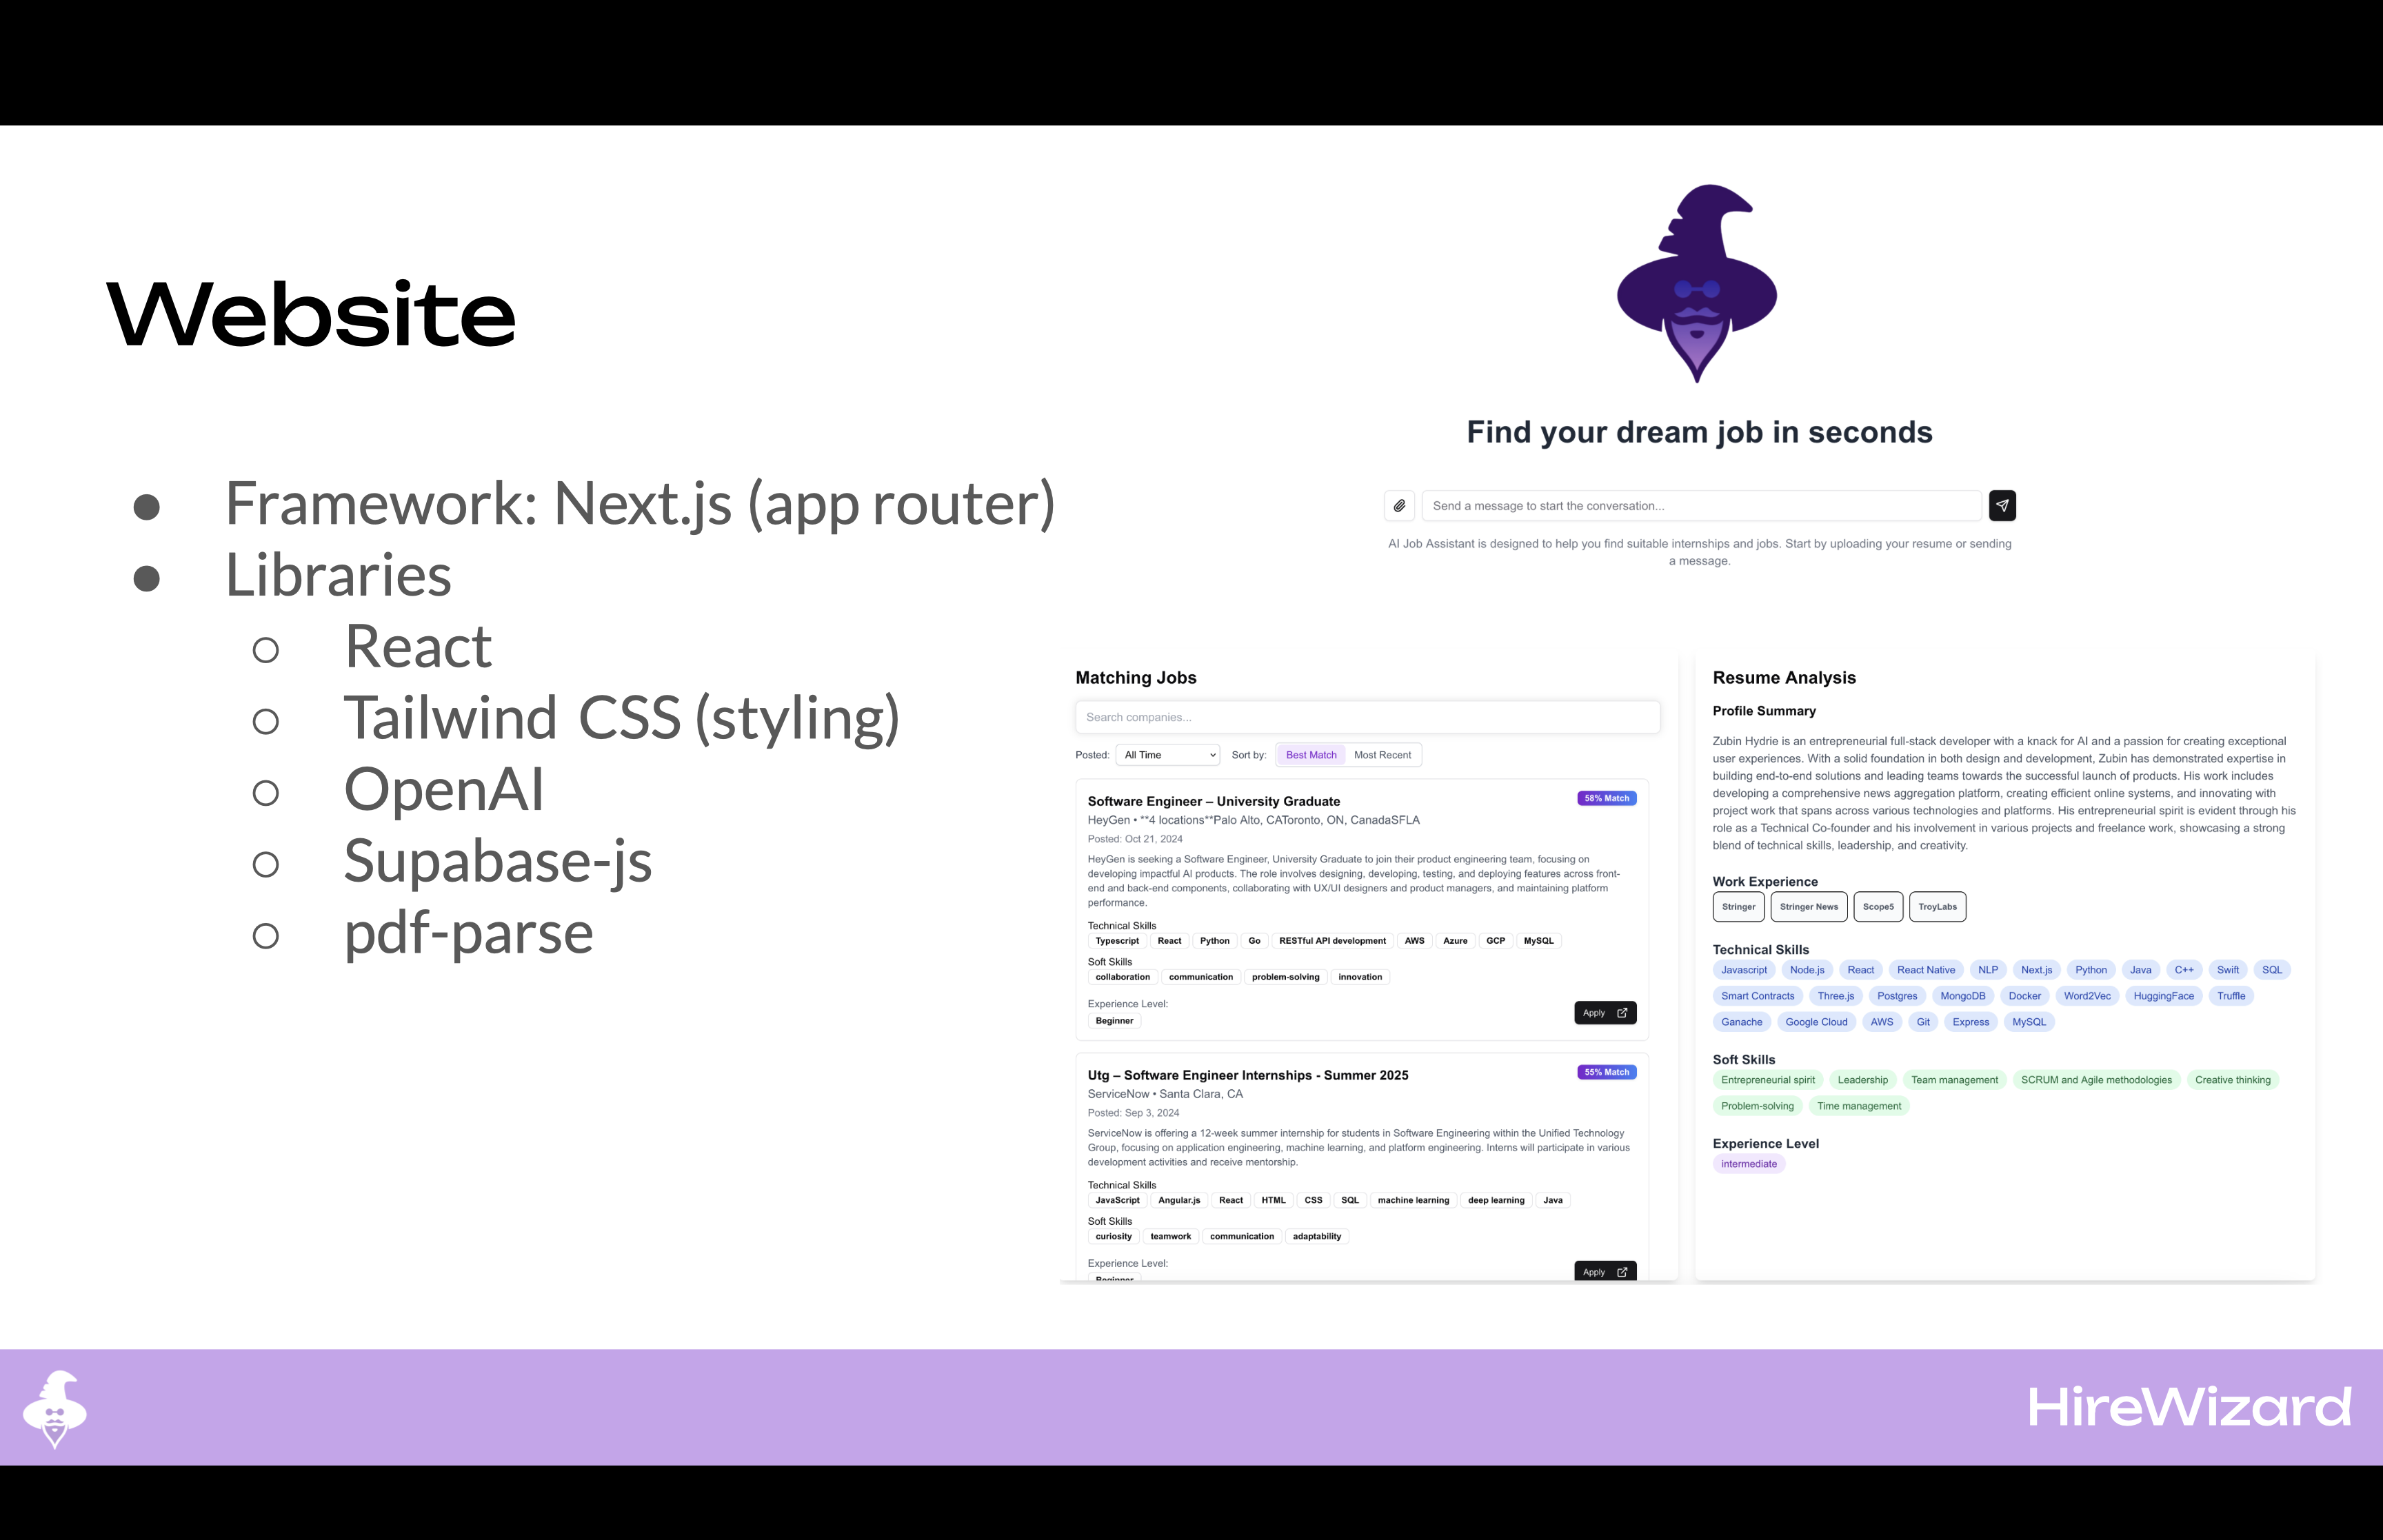 Website
● Framework: Next.js (app router)
● Libraries
○ React
○ Tailwind CSS (styling)
○ OpenAI
○ Supabase-js
○ pdf-parse
Find your dream job in seconds
Send a message to start the conversation...
AI Job Assistant is designed to help you find suitable internships and jobs. Start by uploading your resume or sending
a message.
Matching Jobs
Search companies...
Posted: All Time Sort by: Best Match Most Recent
Software Engineer – University Graduate 58% Match
HeyGen • **4 locations**Palo Alto, CAToronto, ON, CanadaSFLA
Posted: Oct 21, 2024
HeyGen is seeking a Software Engineer, University Graduate to join their product engineering team, focusing on
developing impactful AI products. The role involves designing, developing, testing, and deploying features across front-
end and back-end components, collaborating with UX/UI designers and product managers, and maintaining platform
performance.
Technical Skills
Typescript React Python Go RESTful API development AWS Azure GCP MySQL
Soft Skills
collaboration communication problem-solving innovation
Experience Level:
Beginner
Apply
Utg – Software Engineer Internships - Summer 2025 55% Match
ServiceNow • Santa Clara, CA
Posted: Sep 3, 2024
ServiceNow is offering a 12-week summer internship for students in Software Engineering within the Unified Technology
Group, focusing on application engineering, machine learning, and platform engineering. Interns will participate in various
development activities and receive mentorship.
Technical Skills
JavaScript Angular.js React HTML CSS SQL machine learning deep learning Java
Soft Skills
curiosity teamwork communication adaptability
Experience Level:
Beginner
Apply
Resume Analysis
Profile Summary
Zubin Hydrie is an entrepreneurial full-stack developer with a knack for AI and a passion for creating exceptional
user experiences. With a solid foundation in both design and development, Zubin has demonstrated expertise in
building end-to-end solutions and leading teams towards the successful launch of products. His work includes
developing a comprehensive news aggregation platform, creating efficient online systems, and innovating with
project work that spans across various technologies and platforms. His entrepreneurial spirit is evident through his
role as a Technical Co-founder and his involvement in various projects and freelance work, showcasing a strong
blend of technical skills, leadership, and creativity.
Work Experience
Stringer Stringer News Scope5 TroyLabs
Technical Skills
Javascript Node.js React React Native NLP Next.js Python Java C++ Swift SQL
Smart Contracts Three.js Postgres MongoDB Docker Word2Vec HuggingFace Truffle
Ganache Google Cloud AWS Git Express MySQL
Soft Skills
Entrepreneurial spirit Leadership Team management SCRUM and Agile methodologies Creative thinking
Problem-solving Time management
Experience Level
intermediate
HireWizard